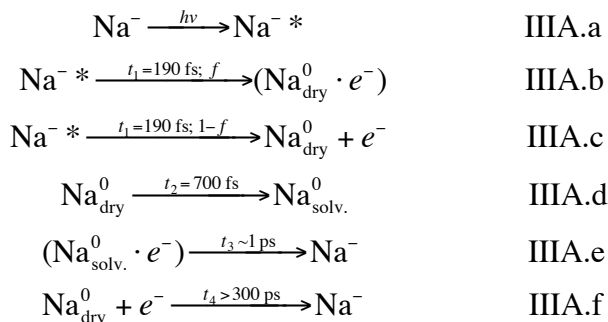 Na⁻ —hν→ Na⁻ * IIIA.a
Na⁻ * —t₁=190 fs; f→ (Na⁰dry · e⁻) IIIA.b
Na⁻ * —t₁=190 fs; 1–f→ Na⁰dry + e⁻ IIIA.c
Na⁰dry —t₂=700 fs→ Na⁰solv. IIIA.d
(Na⁰solv. · e⁻) —t₃~1 ps→ Na⁻ IIIA.e
Na⁰dry + e⁻ —t₄>300 ps→ Na⁻ IIIA.f